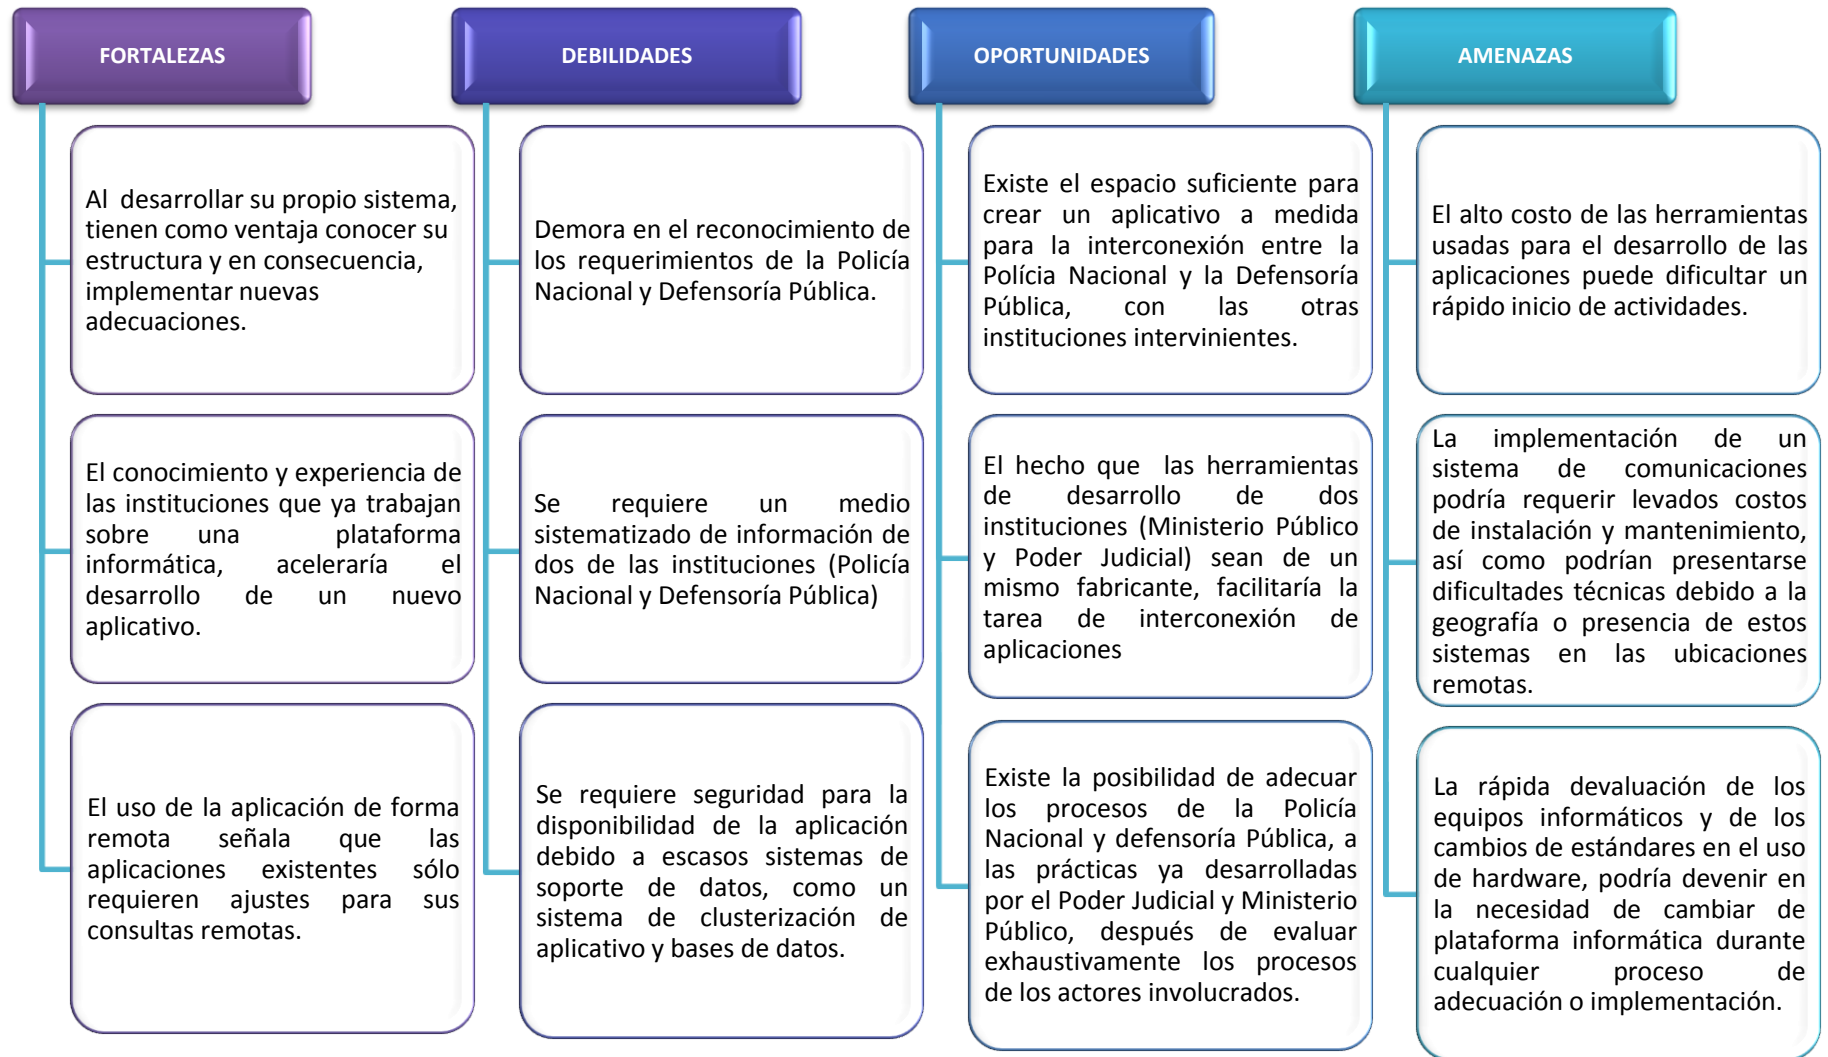 FORTALEZAS
Al desarrollar su propio sistema,
tienen como ventaja conocer su
estructura y en consecuencia,
implementar nuevas
adecuaciones.
El conocimiento y experiencia de
las instituciones que ya trabajan
sobre una plataforma
informática, aceleraría el
desarrollo de un nuevo
aplicativo.
El uso de la aplicación de forma
remota señala que las
aplicaciones existentes sólo
requieren ajustes para sus
consultas remotas.
DEBILIDADES
Demora en el reconocimiento de
los requerimientos de la Policía
Nacional y Defensoría Pública.
Se requiere un medio
sistematizado de información de
dos de las instituciones (Policía
Nacional y Defensoría Pública)
Se requiere seguridad para la
disponibilidad de la aplicación
debido a escasos sistemas de
soporte de datos, como un
sistema de clusterización de
aplicativo y bases de datos.
OPORTUNIDADES
Existe el espacio suficiente para
crear un aplicativo a medida
para la interconexión entre la
Polícia Nacional y la Defensoría
Pública, con las otras
instituciones intervinientes.
El hecho que las herramientas
de desarrollo de dos
instituciones (Ministerio Público
y Poder Judicial) sean de un
mismo fabricante, facilitaría la
tarea de interconexión de
aplicaciones
Existe la posibilidad de adecuar
los procesos de la Policía
Nacional y defensoría Pública, a
las prácticas ya desarrolladas
por el Poder Judicial y Ministerio
Público, después de evaluar
exhaustivamente los procesos
de los actores involucrados.
AMENAZAS
El alto costo de las herramientas
usadas para el desarrollo de las
aplicaciones puede dificultar un
rápido inicio de actividades.
La implementación de un
sistema de comunicaciones
podría requerir levados costos
de instalación y mantenimiento,
así como podrían presentarse
dificultades técnicas debido a la
geografía o presencia de estos
sistemas en las ubicaciones
remotas.
La rápida devaluación de los
equipos informáticos y de los
cambios de estándares en el uso
de hardware, podría devenir en
la necesidad de cambiar de
plataforma informática durante
cualquier proceso de
adecuación o implementación.